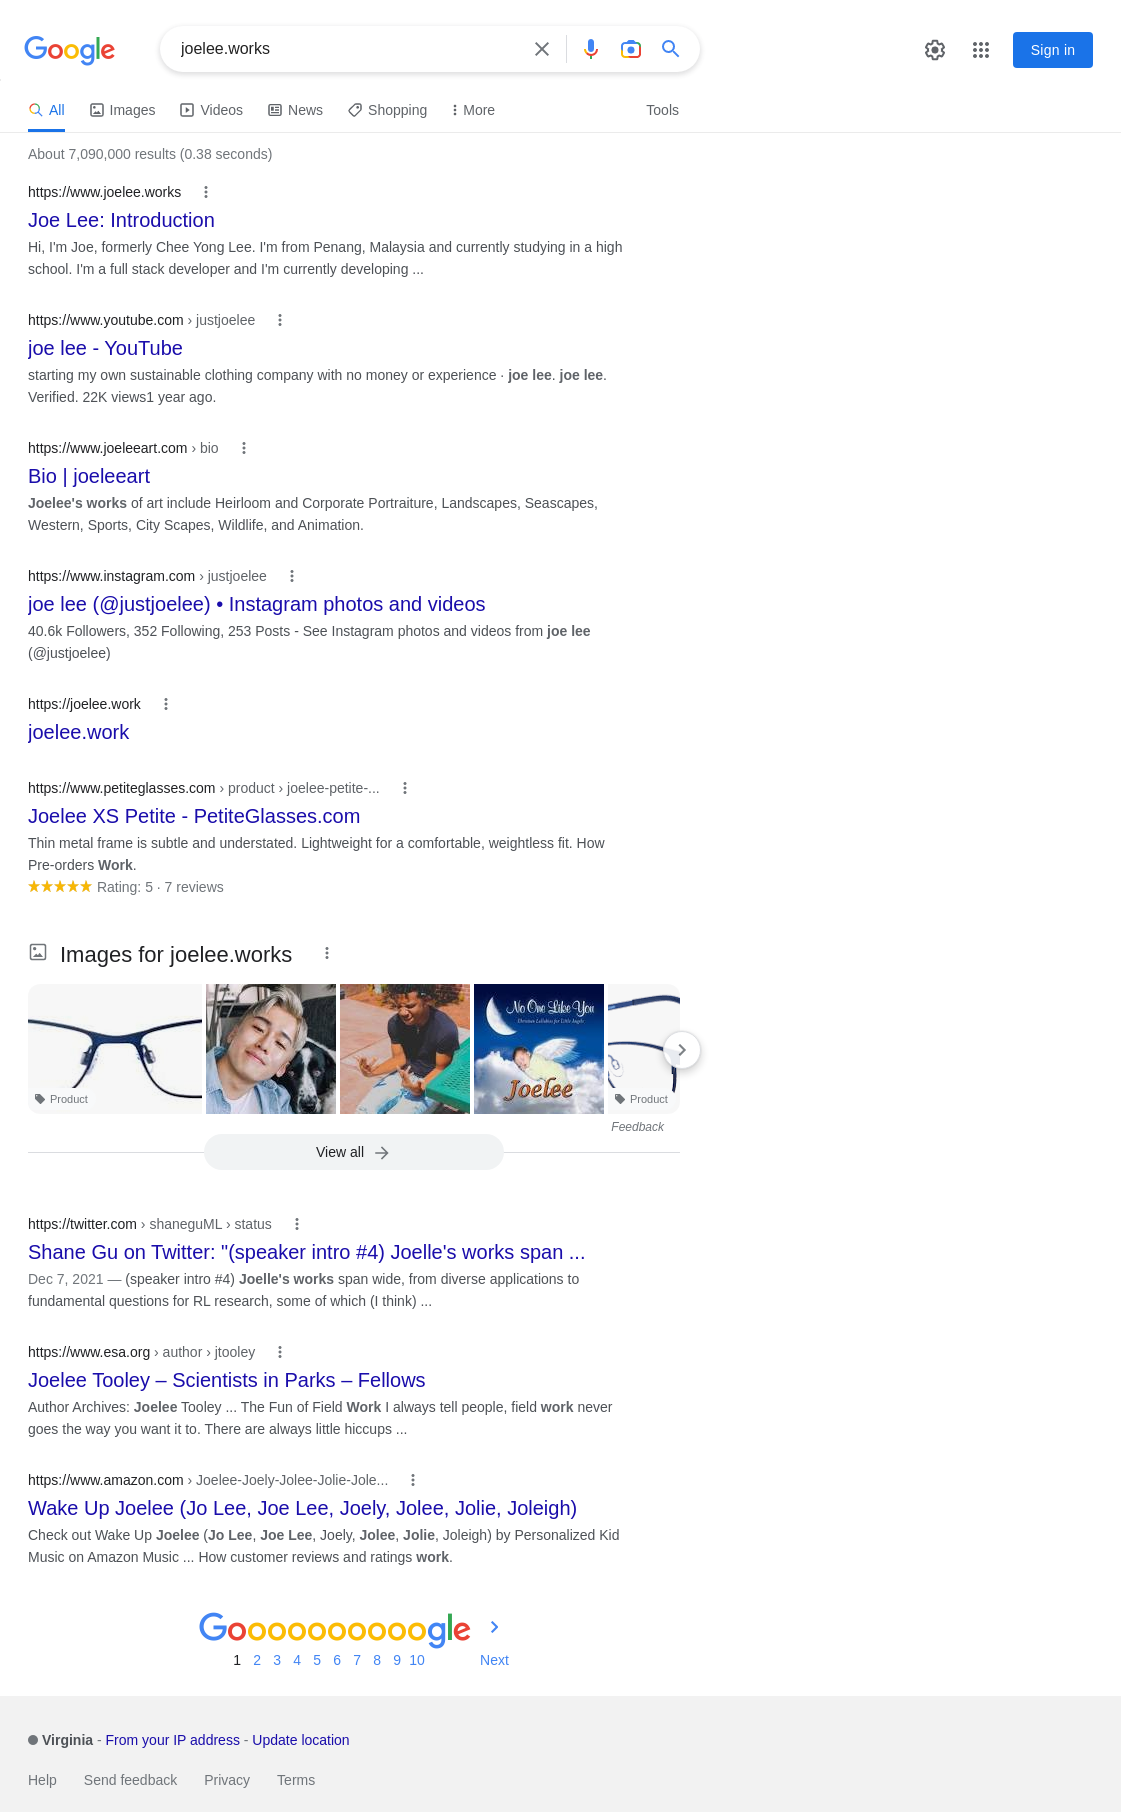 Google
joelee.works
Sign in
All
Images
Videos
News
Shopping
More
Tools
About 7,090,000 results (0.38 seconds)
https://www.joelee.works
Joe Lee: Introduction
Hi, I'm Joe, formerly Chee Yong Lee. I'm from Penang, Malaysia and currently studying in a high
school. I'm a full stack developer and I'm currently developing ...
https://www.youtube.com › justjoelee
joe lee - YouTube
starting my own sustainable clothing company with no money or experience · joe lee. joe lee.
Verified. 22K views1 year ago.
https://www.joeleeart.com › bio
Bio | joeleeart
Joelee's works of art include Heirloom and Corporate Portraiture, Landscapes, Seascapes,
Western, Sports, City Scapes, Wildlife, and Animation.
https://www.instagram.com › justjoelee
joe lee (@justjoelee) • Instagram photos and videos
40.6k Followers, 352 Following, 253 Posts - See Instagram photos and videos from joe lee
(@justjoelee)
https://joelee.work
joelee.work
https://www.petiteglasses.com › product › joelee-petite-...
Joelee XS Petite - PetiteGlasses.com
Thin metal frame is subtle and understated. Lightweight for a comfortable, weightless fit. How
Pre-orders Work.
Rating: 5 · 7 reviews
Images for joelee.works
No One Like You
Christian Lullabies for Little Angels
Joelee
Product
Product
Feedback
View all
https://twitter.com › shaneguML › status
Shane Gu on Twitter: "(speaker intro #4) Joelle's works span ...
Dec 7, 2021 — (speaker intro #4) Joelle's works span wide, from diverse applications to
fundamental questions for RL research, some of which (I think) ...
https://www.esa.org › author › jtooley
Joelee Tooley – Scientists in Parks – Fellows
Author Archives: Joelee Tooley ... The Fun of Field Work I always tell people, field work never
goes the way you want it to. There are always little hiccups ...
https://www.amazon.com › Joelee-Joely-Jolee-Jolie-Jole...
Wake Up Joelee (Jo Lee, Joe Lee, Joely, Jolee, Jolie, Joleigh)
Check out Wake Up Joelee (Jo Lee, Joe Lee, Joely, Jolee, Jolie, Joleigh) by Personalized Kid
Music on Amazon Music ... How customer reviews and ratings work.
Goooooooooogle
1 2 3 4 5 6 7 8 9 10 Next
Virginia - From your IP address - Update location
Help Send feedback Privacy Terms